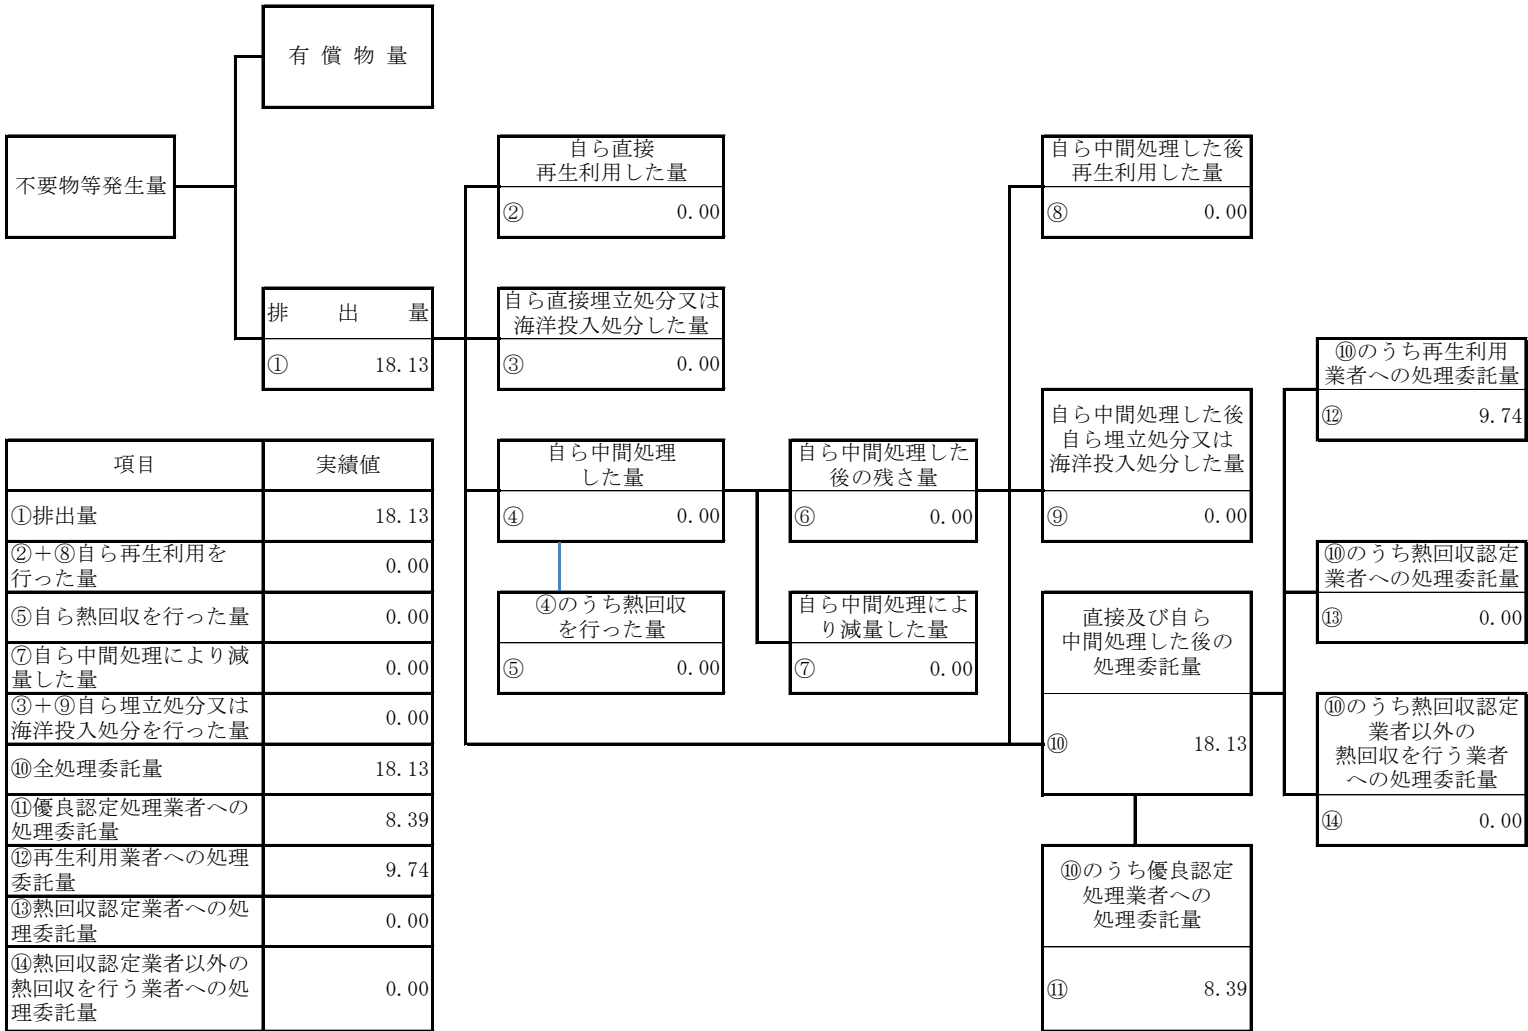 有 償 物 量
不要物等発生量
自ら直接
再生利用した量
② 0.00
自ら中間処理した後
再生利用した量
⑧ 0.00
排 出 量
① 18.13
自ら直接埋立処分又は
海洋投入処分した量
③ 0.00
⑩のうち再生利用
業者への処理委託量
⑫ 9.74
自ら中間処理
した量
④ 0.00
自ら中間処理した
後の残さ量
⑥ 0.00
自ら中間処理した後
自ら埋立処分又は
海洋投入処分した量
⑨ 0.00
⑩のうち熱回収認定
業者への処理委託量
⑬ 0.00
④のうち熱回収
を行った量
⑤ 0.00
自ら中間処理によ
り減量した量
⑦ 0.00
直接及び自ら
中間処理した後の
処理委託量
⑩ 18.13
⑩のうち熱回収認定
業者以外の
熱回収を行う業者
への処理委託量
⑭ 0.00
⑩のうち優良認定
処理業者への
処理委託量
⑪ 8.39
項目 実績値
①排出量 18.13
②+⑧自ら再生利用を
行った量 0.00
⑤自ら熱回収を行った量 0.00
⑦自ら中間処理により減
量した量 0.00
③+⑨自ら埋立処分又は
海洋投入処分を行った量 0.00
⑩全処理委託量 18.13
⑪優良認定処理業者への
処理委託量 8.39
⑫再生利用業者への処理
委託量 9.74
⑬熱回収認定業者への処
理委託量 0.00
⑭熱回収認定業者以外の
熱回収を行う業者への処
理委託量 0.00